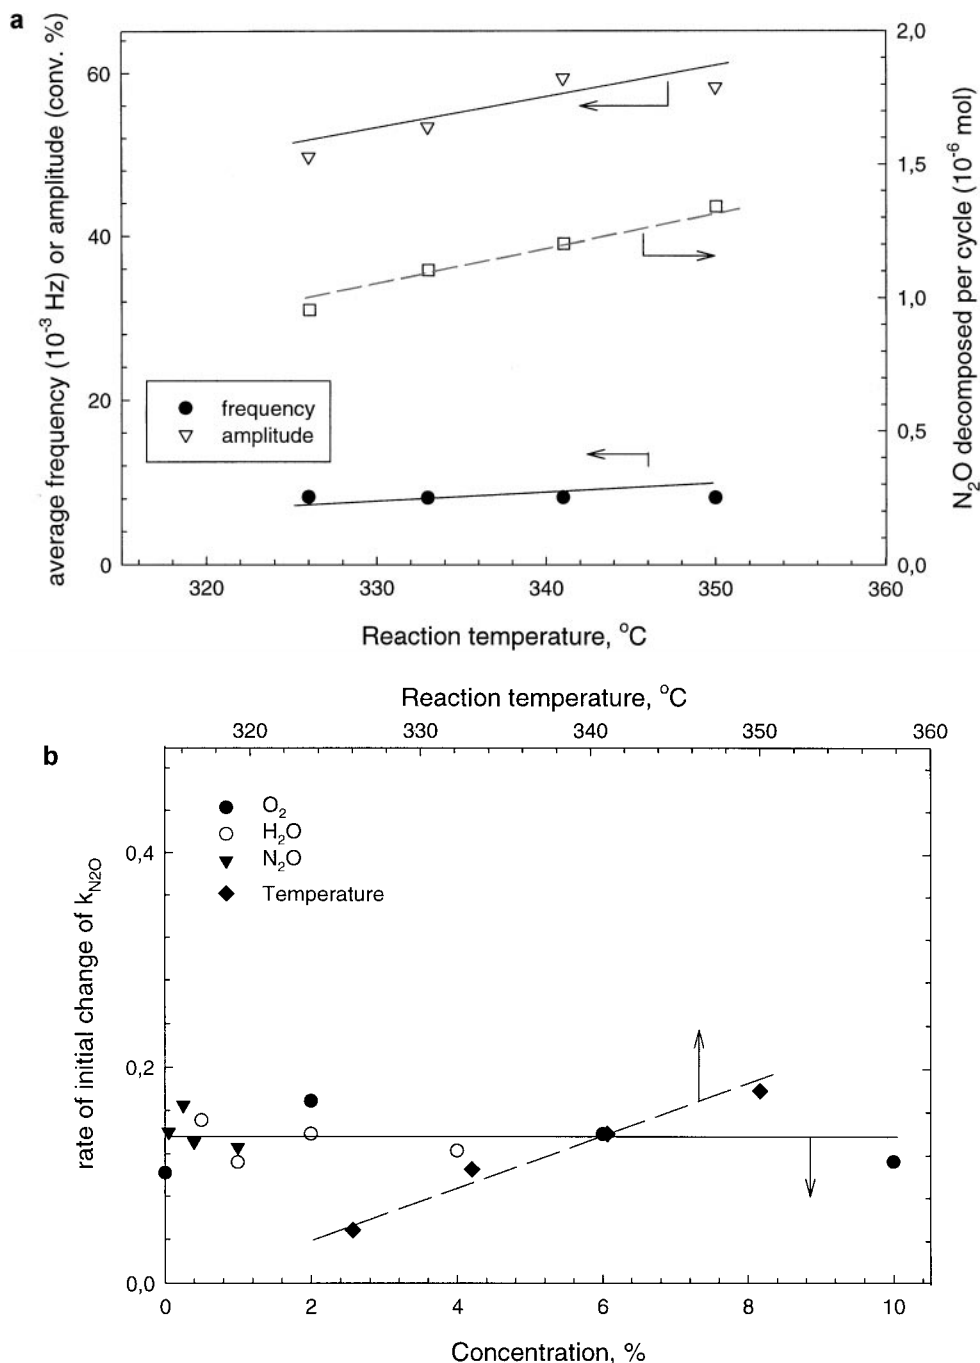 a
average frequency (10⁻³ Hz) or amplitude (conv. %)
60
40
20
0
2,0
1,5
1,0
0,5
0,0
N₂O decomposed per cycle (10⁻⁶ mol)
frequency
amplitude
320
330
340
350
360
Reaction temperature, °C
Reaction temperature, °C
320
330
340
350
360
b
rate of initial change of k_N2O
O₂
H₂O
N₂O
Temperature
0,4
0,2
0,0
0
2
4
6
8
10
Concentration, %